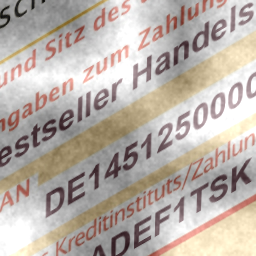 und Sitz des
ngaben zum Zahlung
estseller Handels
AN DE1451250000
Kreditinstituts/Zahlun
ADEF1TSK